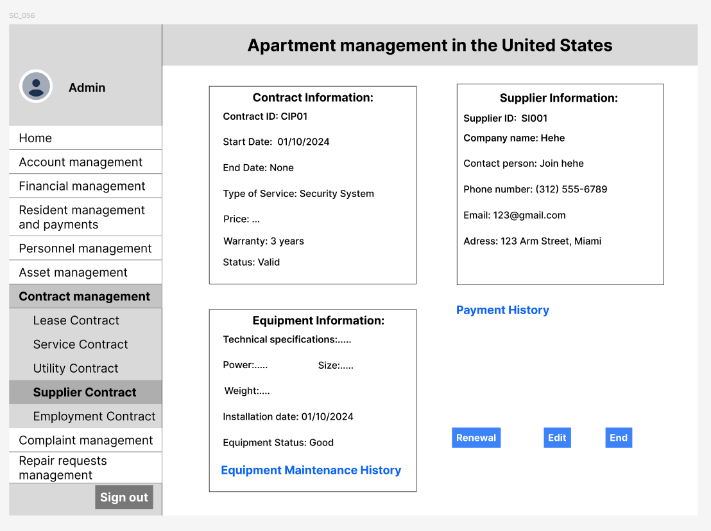 SC_056
Apartment management in the United States
Admin
Home
Account management
Financial management
Resident management
and payments
Personnel management
Asset management
Contract management
Lease Contract
Service Contract
Utility Contract
Supplier Contract
Employment Contract
Complaint management
Repair requests
management
Sign out
Contract Information:
Contract ID: CIP01
Start Date: 01/10/2024
End Date: None
Type of Service: Security System
Price: ...
Warranty: 3 years
Status: Valid
Supplier Information:
Supplier ID: SI001
Company name: Hehe
Contact person: Join hehe
Phone number: (312) 555-6789
Email: 123@gmail.com
Adress: 123 Arm Street, Miami
Equipment Information:
Technical specifications:.....
Power:..... Size:.....
Weight:....
Installation date: 01/10/2024
Equipment Status: Good
Equipment Maintenance History
Payment History
Renewal Edit End